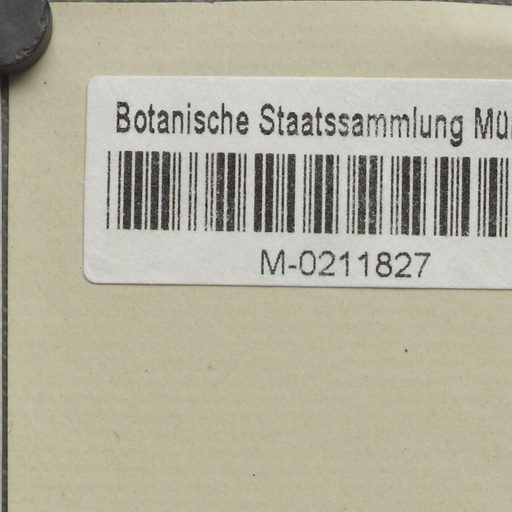 Botanische Staatssammlung Mü
M-0211827